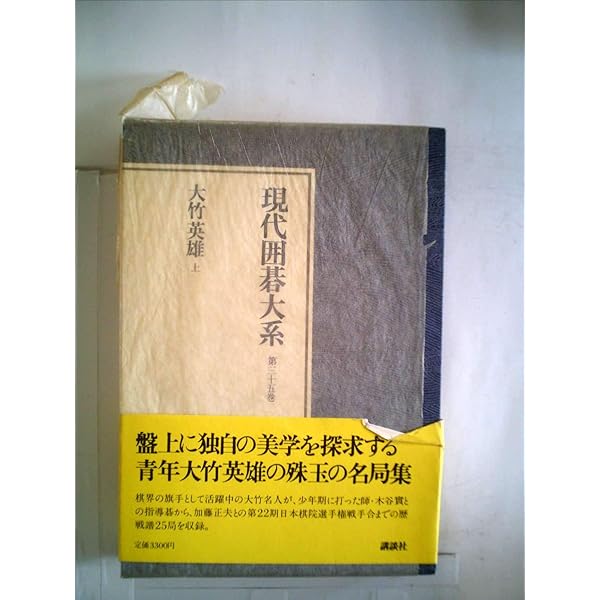 現代囲碁大系
第三十五巻
大竹英雄 上
盤上に独自の美学を探求する
青年大竹英雄の殊玉の名局集
棋界の旗手として活躍中の大竹名人が、少年期に打った師・木谷實と
の指導碁から、加藤正夫との第22期日本棋院選手権戦手合までの歴
戦譜25局を収録。
定価3300円
講談社